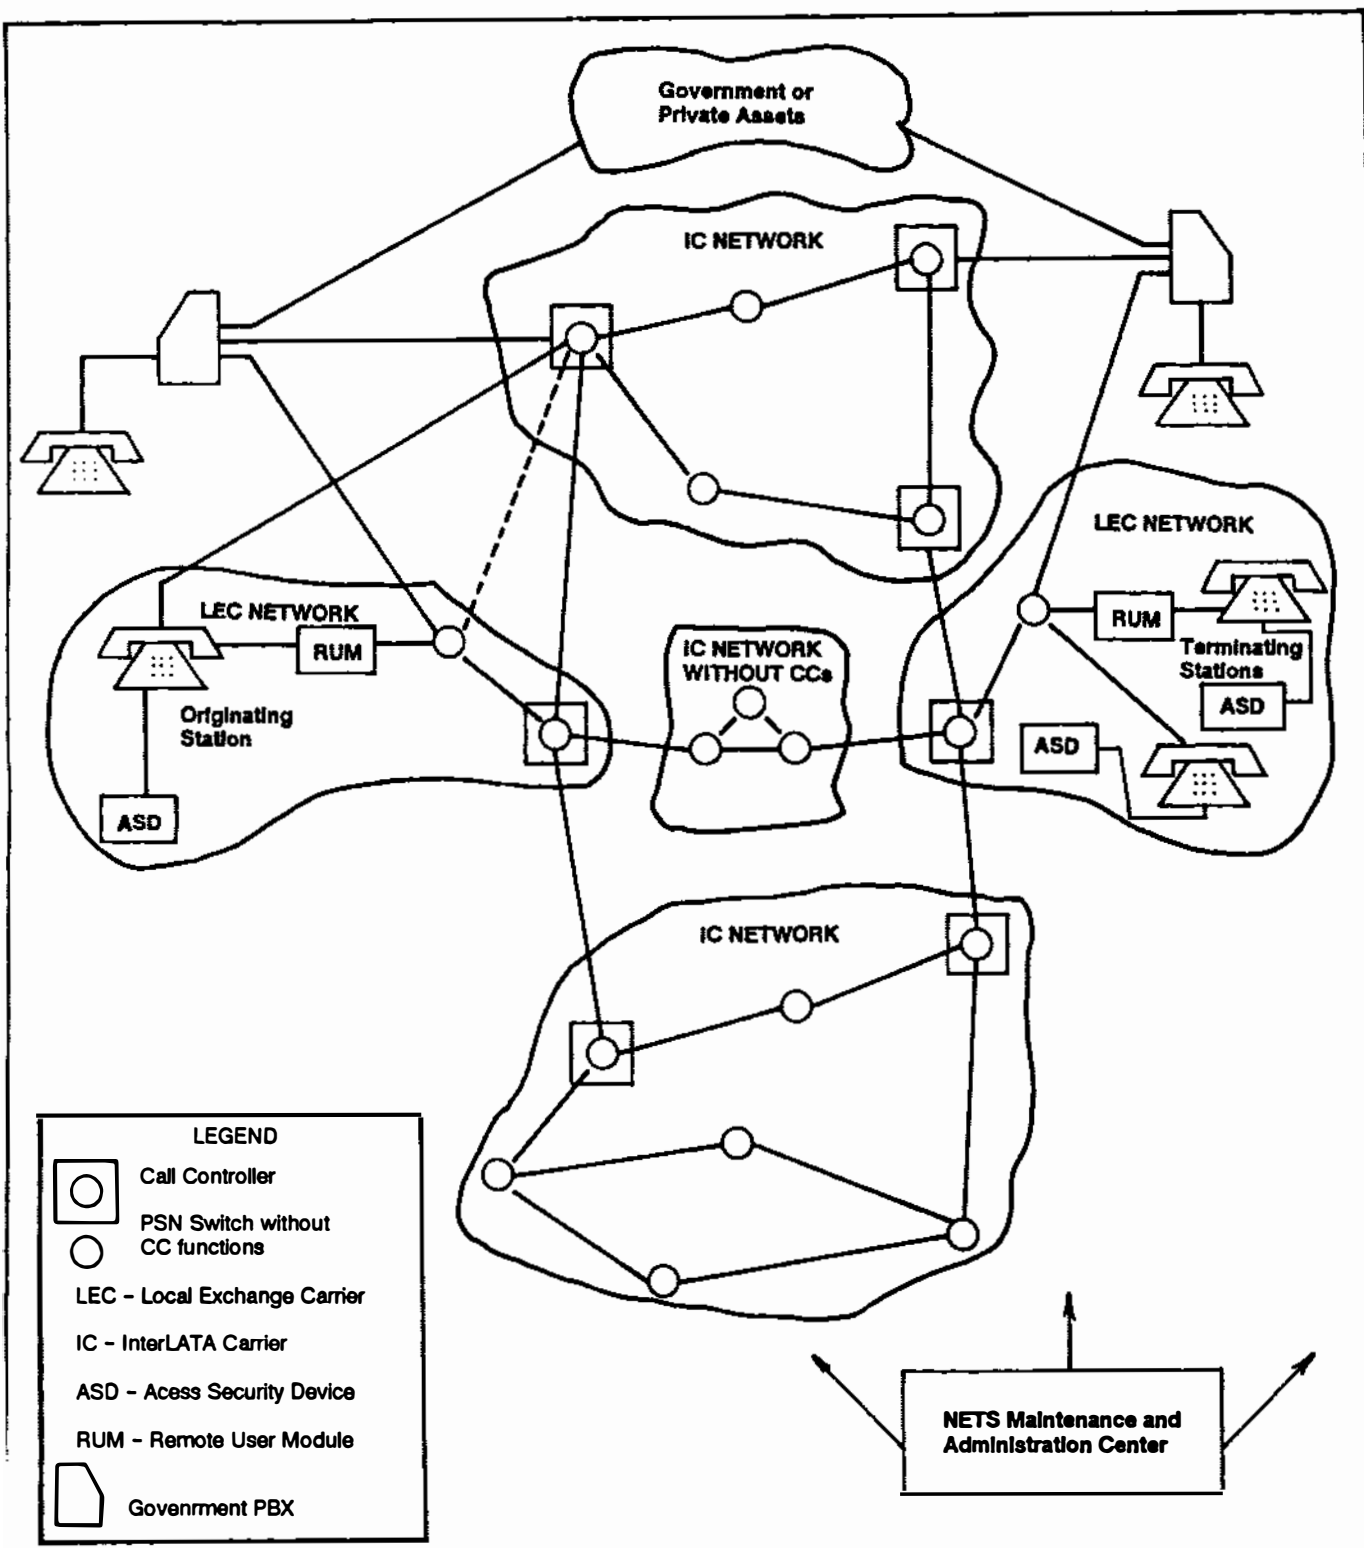 Government or
Private Assets
IC NETWORK
LEC NETWORK
LEC NETWORK
RUM
RUM
Terminating
Stations
IC NETWORK
WITHOUT CCs
RUM
ASD
Originating
Station
ASD
ASD
IC NETWORK
LEGEND
Call Controller
PSN Switch without
CC functions
LEC – Local Exchange Carrier
IC – InterLATA Carrier
ASD – Acess Security Device
RUM – Remote User Module
Govenrment PBX
NETS Maintenance and
Administration Center